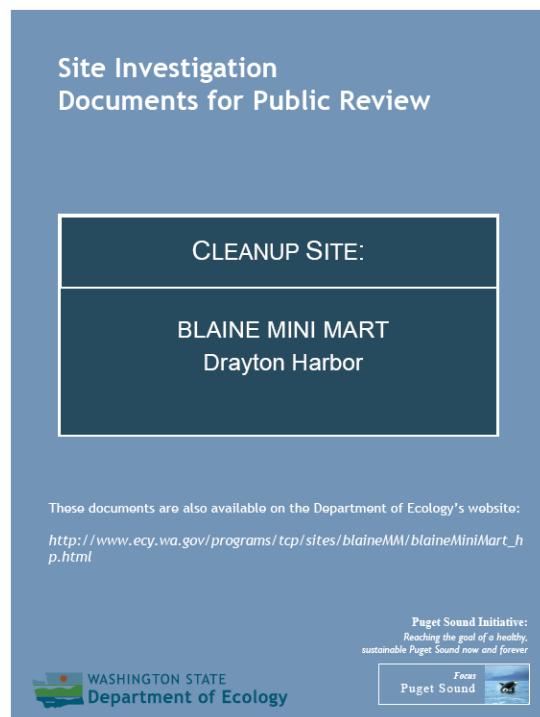 Site Investigation
Documents for Public Review
CLEANUP SITE:
BLAINE MINI MART
Drayton Harbor
These documents are also available on the Department of Ecology's website:
http://www.ecy.wa.gov/programs/tcp/sites/blaineMM/blaineMiniMart_h
p.html
Puget Sound Initiative:
Reaching the goal of a healthy,
sustainable Puget Sound now and forever
Focus
Puget Sound
WASHINGTON STATE
Department of Ecology